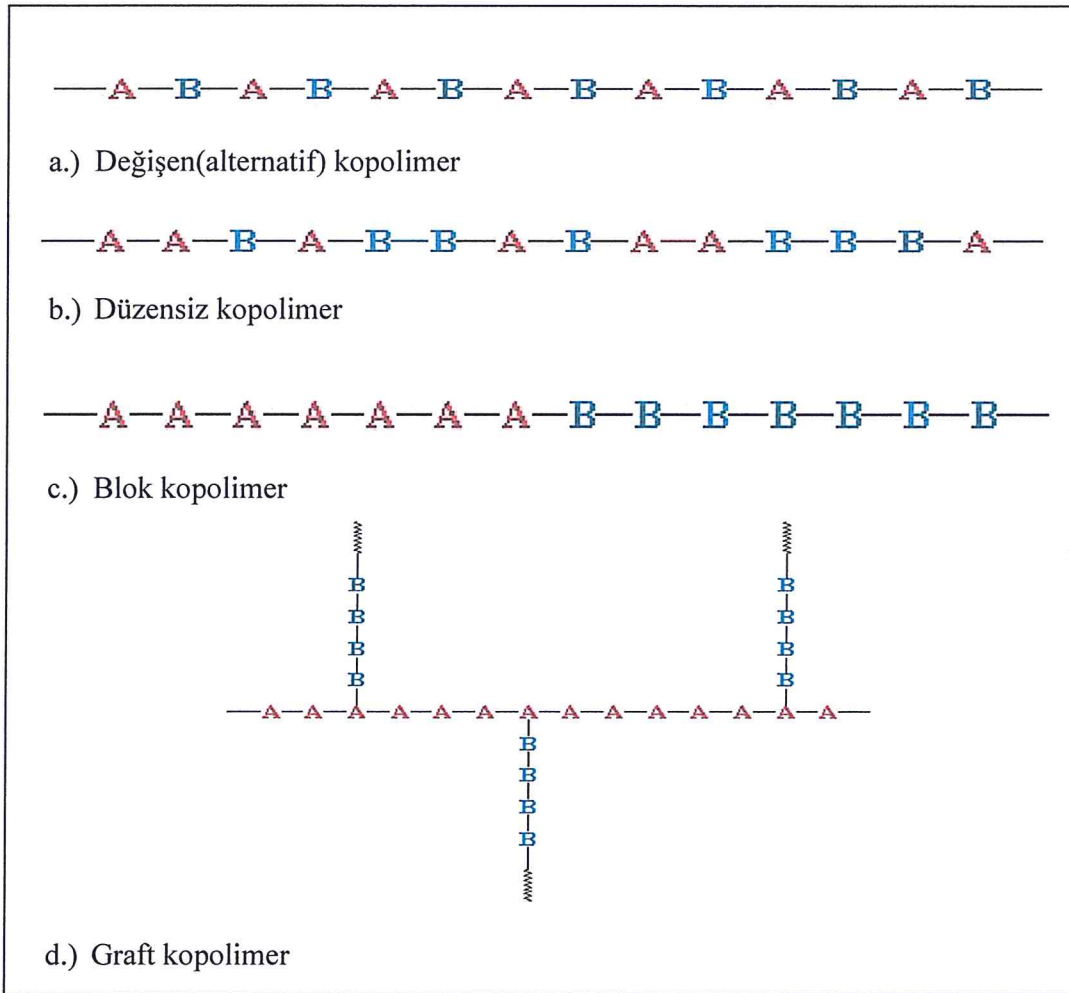 A B A B A B A B A B A B A B
a.) Değişen(alternatif) kopolimer
A A B A B B A B A A B B B A
b.) Düzensiz kopolimer
A A A A A A A B B B B B B B
c.) Blok kopolimer
B B
B B
B B
B B
A A A A A A A A A A A A A A
B
B
B
B
d.) Graft kopolimer